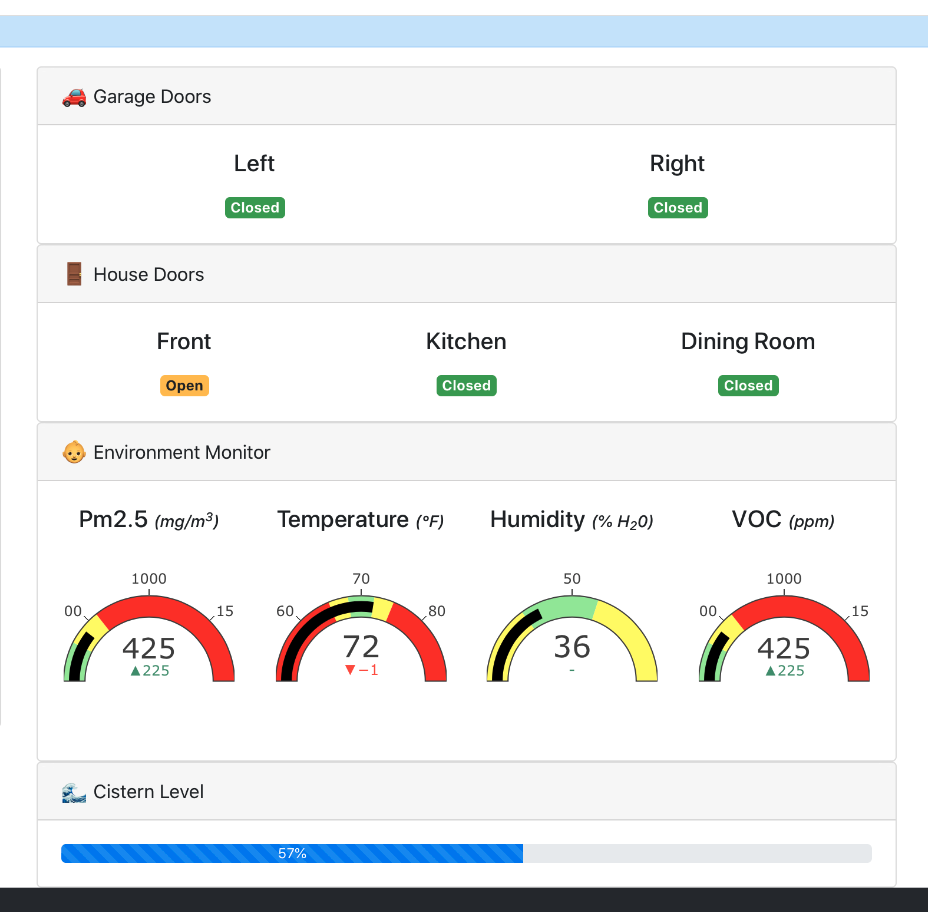 Garage Doors
Left Right
Closed Closed
House Doors
Front Kitchen Dining Room
Open Closed Closed
Environment Monitor
Pm2.5 (mg/m³) Temperature (°F) Humidity (% H₂0) VOC (ppm)
1000 70 50 1000
00 15 60 80 00 15
425 72 36 425
▲225 ▼−1 - ▲225
Cistern Level
57%